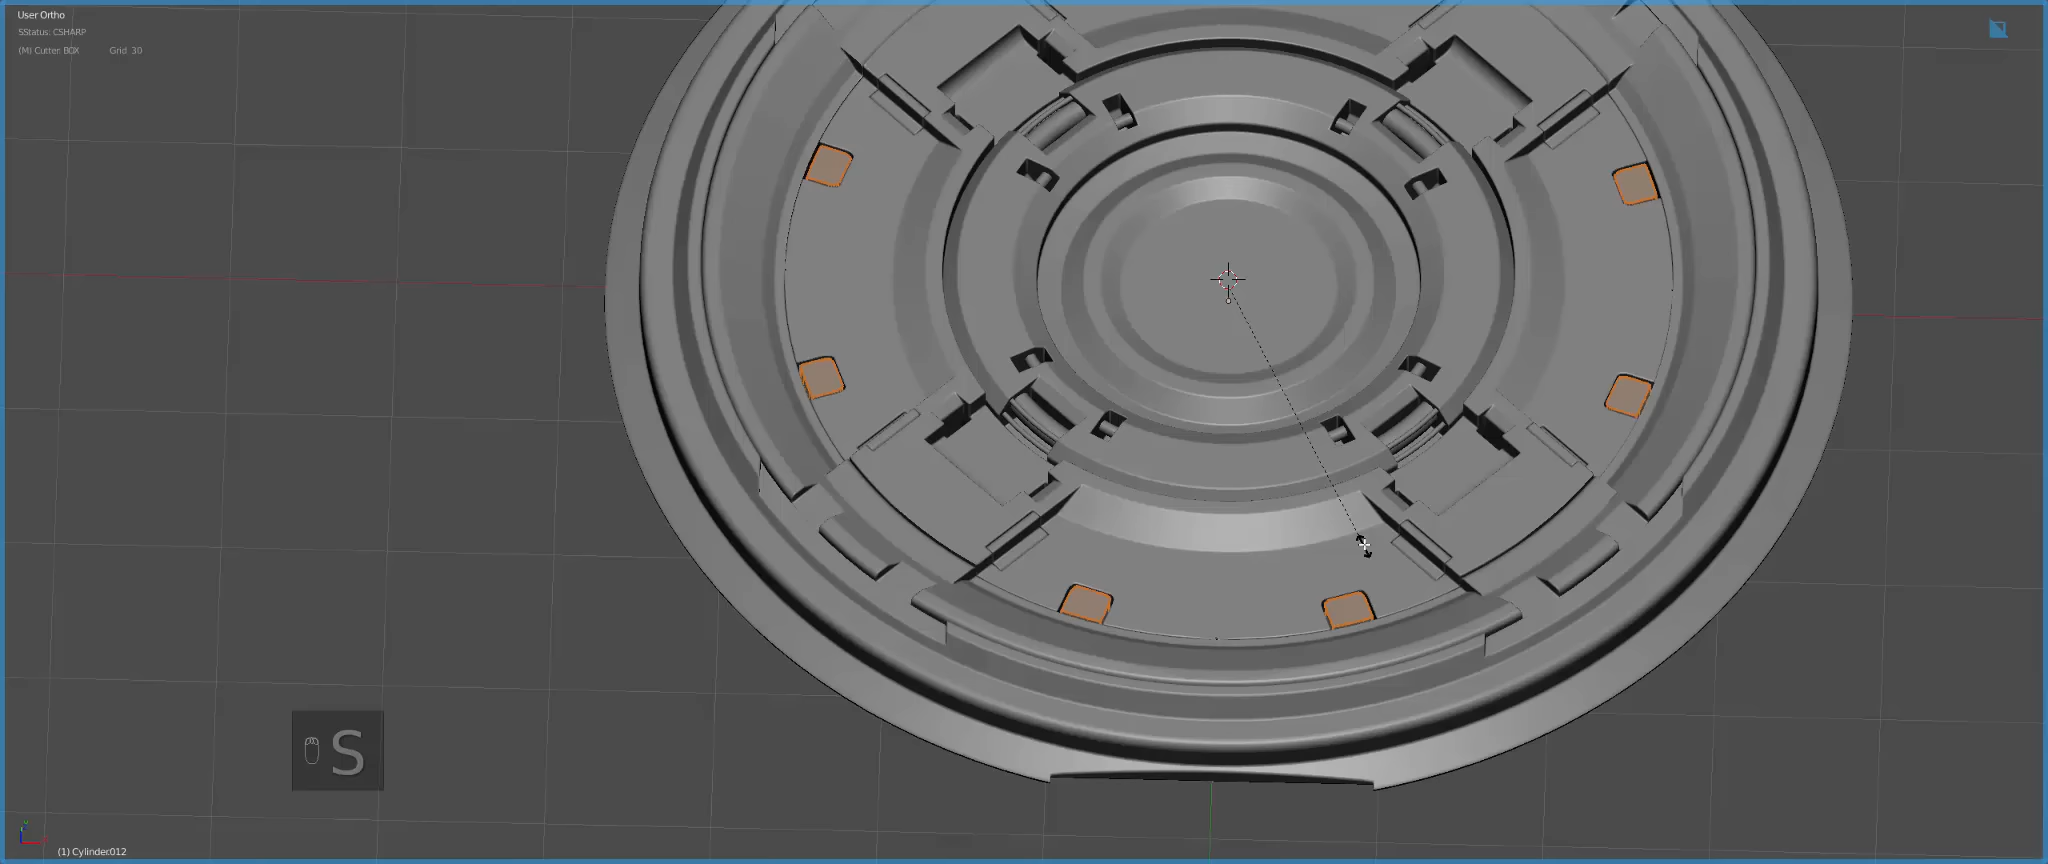 User Ortho
SStatus: CSHARP
(M) Cutter: BOX Grid 30
S
(1) Cylinder.012